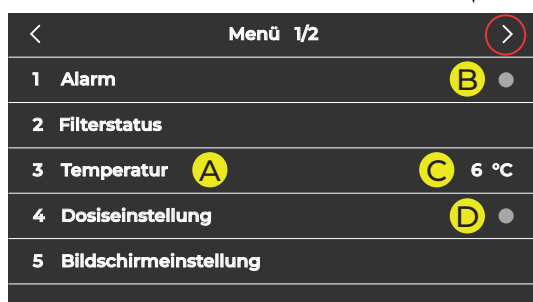 < Menü 1/2 >
1 Alarm B
2 Filterstatus
3 Temperatur A C 6 °C
4 Dosiseinstellung D
5 Bildschirmeinstellung